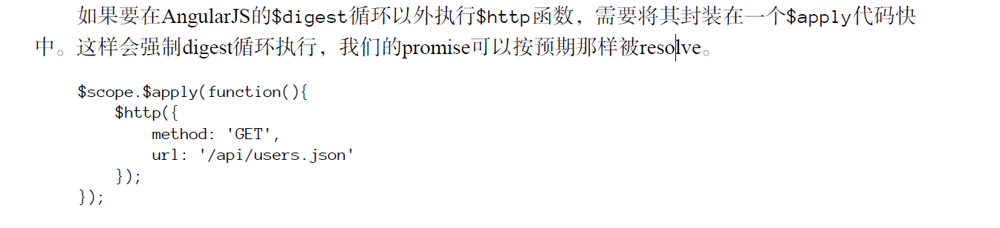 如果要在AngularJS的$digest循环以外执行$http函数，需要将其封装在一个$apply代码快
中。这样会强制digest循环执行，我们的promise可以按预期那样被resolve。
$scope.$apply(function(){
    $http({
        method: 'GET',
        url: '/api/users.json'
    });
});